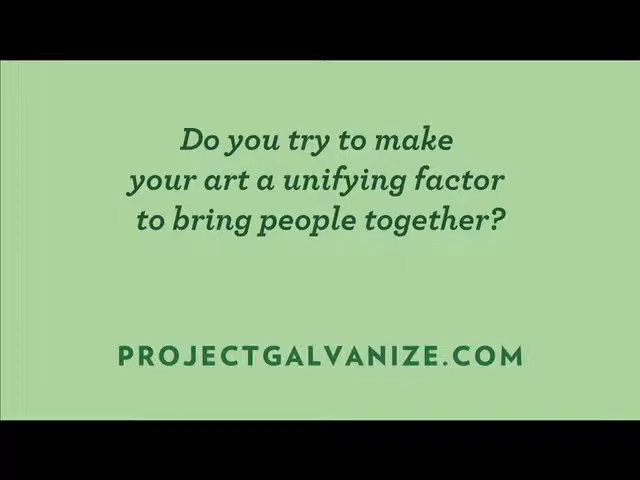 Do you try to make
your art a unifying factor
to bring people together?
PROJECTGALVANIZE.COM